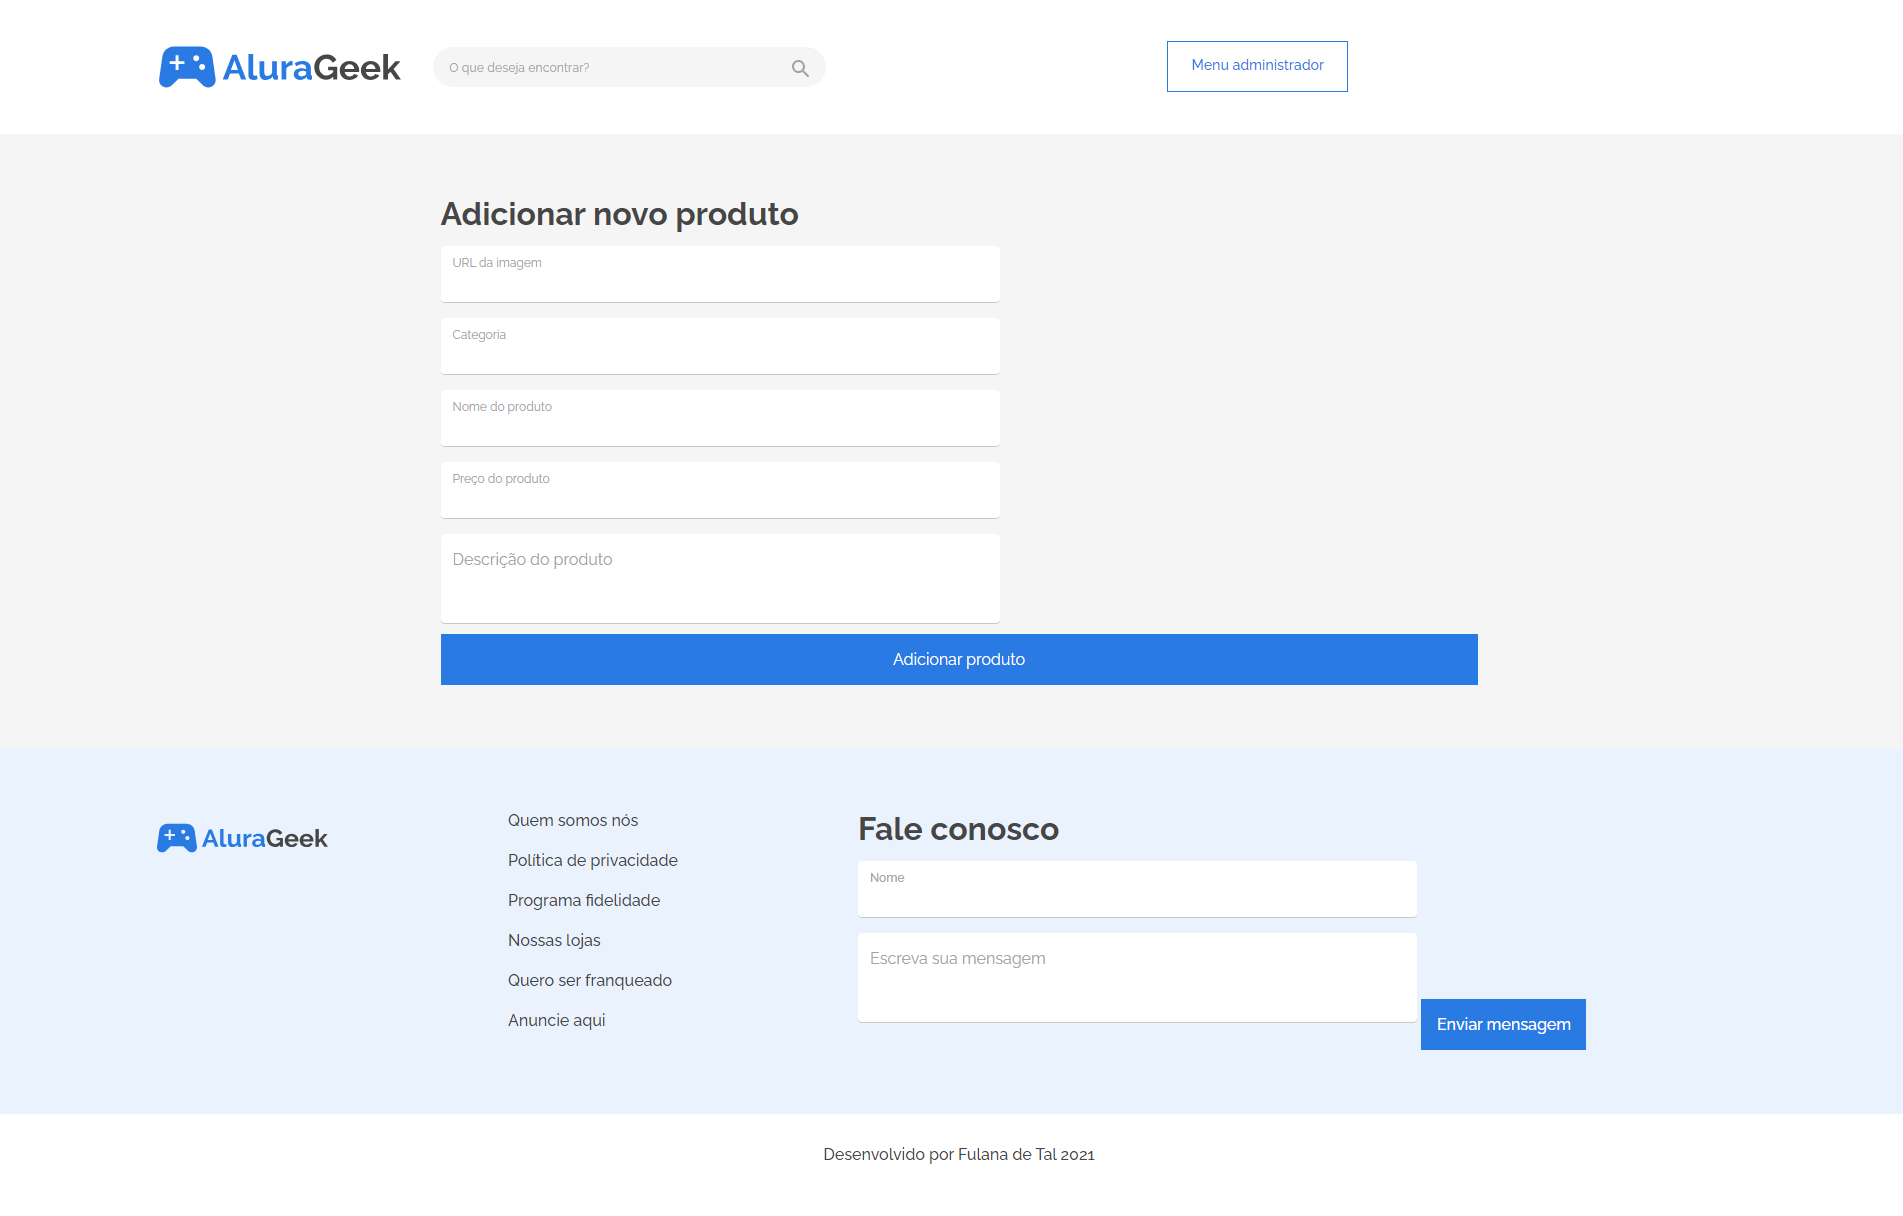 AluraGeek
O que deseja encontrar?
Menu administrador
Adicionar novo produto
URL da imagem
Categoria
Nome do produto
Preço do produto
Descrição do produto
Adicionar produto
AluraGeek
Quem somos nós
Política de privacidade
Programa fidelidade
Nossas lojas
Quero ser franqueado
Anuncie aqui
Fale conosco
Nome
Escreva sua mensagem
Enviar mensagem
Desenvolvido por Fulana de Tal 2021